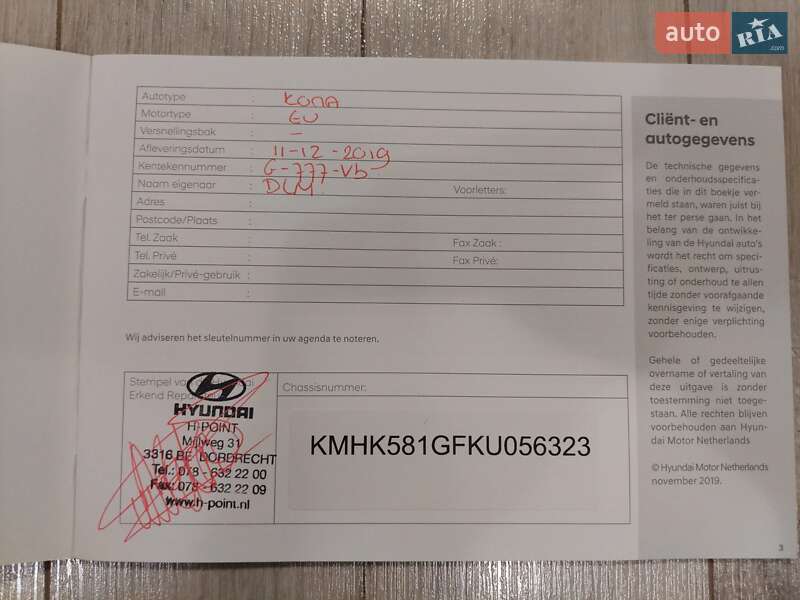 auto RIA .com
Autotype : Kona
Motortype : EU
Versnellingsbak : –
Afleveringsdatum : 11-12-2019
Kentekennummer : G-777-Vb
Naam eigenaar : DLM Voorletters:
Adres :
Postcode/Plaats :
Tel. Zaak : Fax Zaak :
Tel. Privé : Fax Privé:
Zakelijk/Privé-gebruik :
E-mail :
Wij adviseren het sleutelnummer in uw agenda te noteren.
Stempel van
Erkend
HYUNDAI
H-POINT
Mijlweg 31
3316 BE DORDRECHT
Tel.: 078 - 632 22 00
Fax: 078 - 632 22 09
www.h-point.nl
Chassisnummer:
KMHK581GFKU056323
Cliënt- en
autogegevens
De technische gegevens
en onderhoudsspecifica-
ties die in dit boekje ver-
meld staan, waren juist bij
het ter perse gaan. In het
belang van de ontwikke-
ling van de Hyundai auto's
wordt het recht om speci-
ficaties, ontwerp, uitrus-
ting of onderhoud te allen
tijde zonder voorafgaande
kennisgeving te wijzigen,
zonder enige verplichting
voorbehouden.
Gehele of gedeeltelijke
overname of vertaling van
deze uitgave is zonder
toestemming niet toege-
staan. Alle rechten blijven
voorbehouden aan Hyun-
dai Motor Netherlands
© Hyundai Motor Netherlands
november 2019.
3